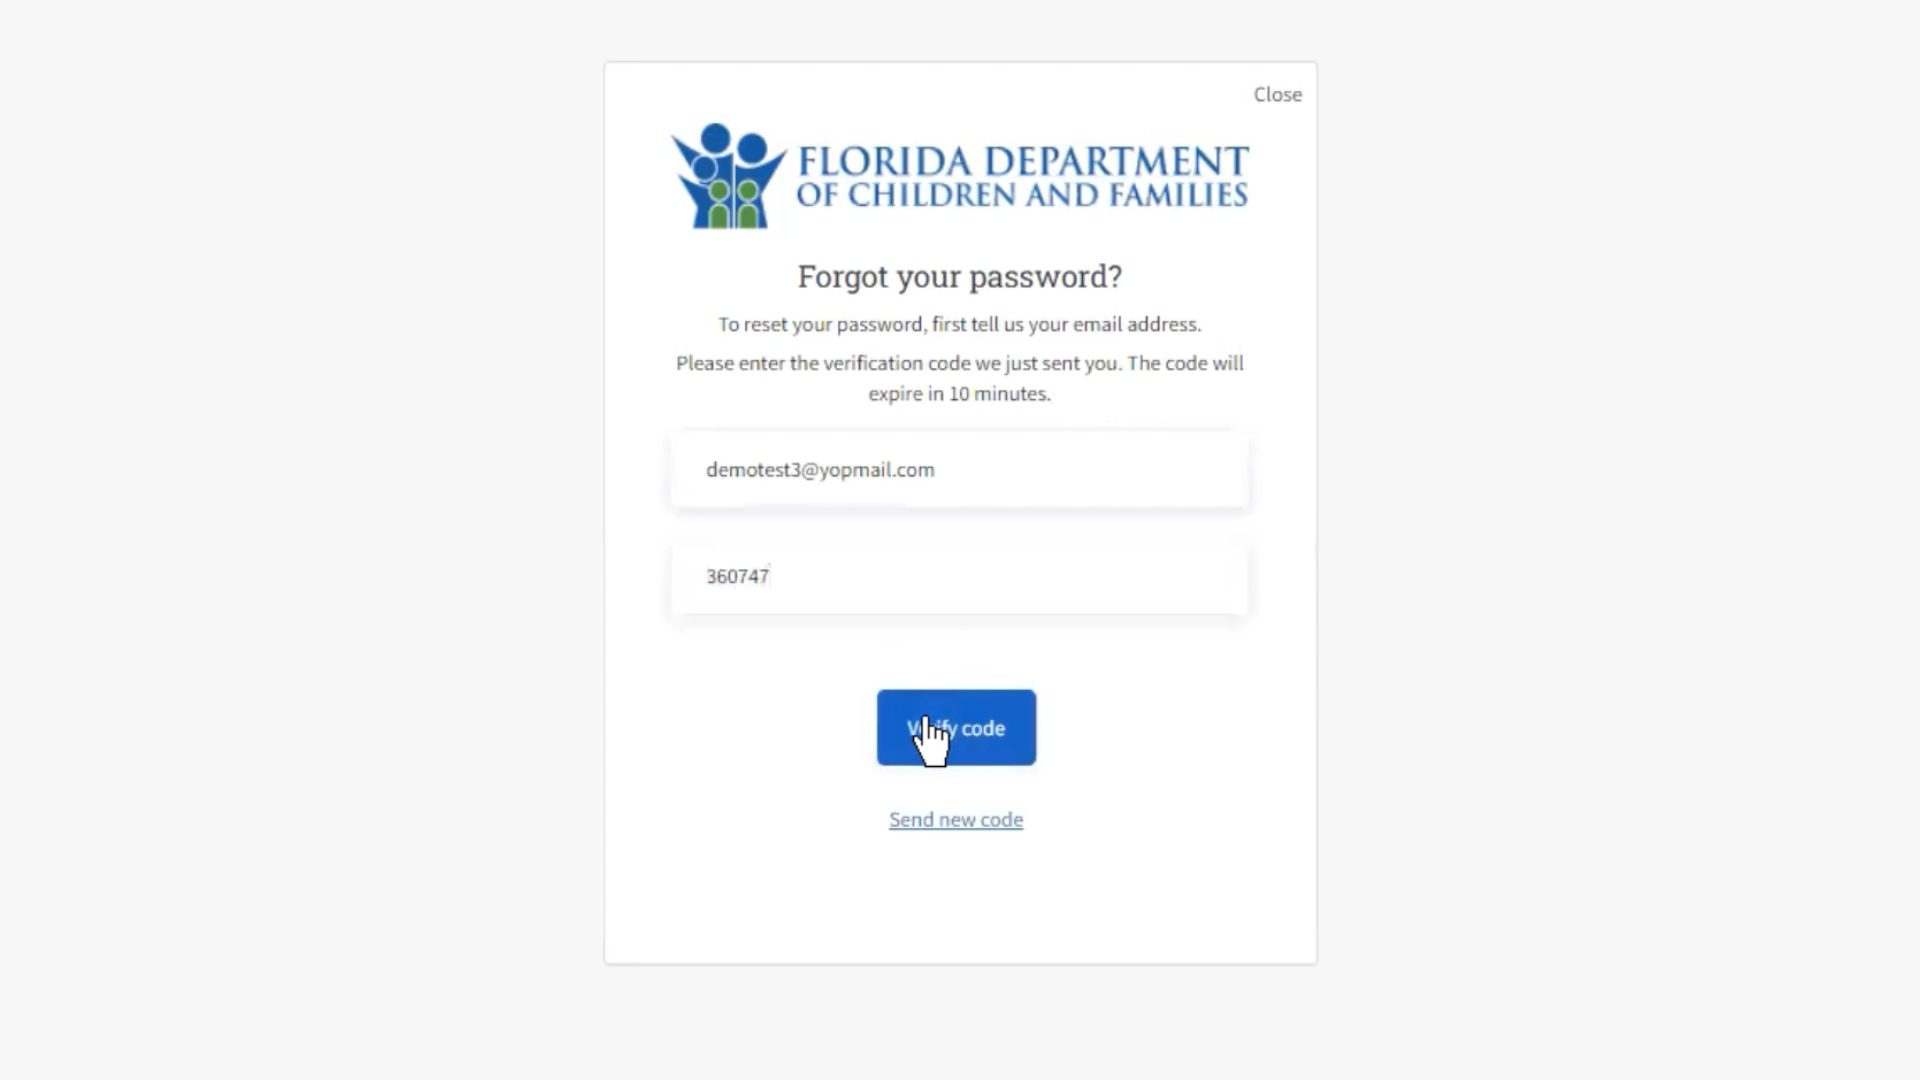 Close
FLORIDA DEPARTMENT
OF CHILDREN AND FAMILIES
Forgot your password?
To reset your password, first tell us your email address.
Please enter the verification code we just sent you. The code will
expire in 10 minutes.
demotest3@yopmail.com
360747
Verify code
Send new code